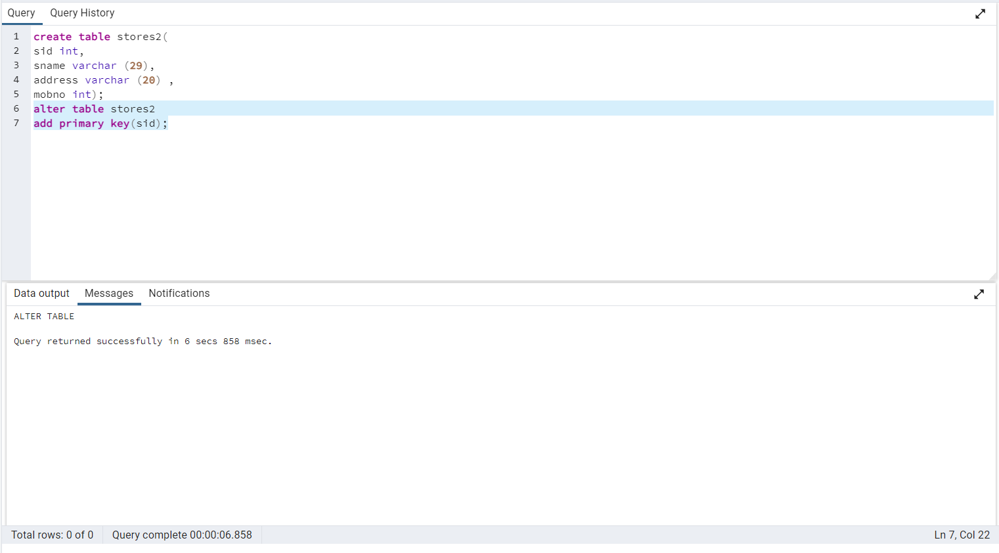 Query Query History
1 create table stores2(
2 sid int,
3 sname varchar (29),
4 address varchar (20) ,
5 mobno int);
6 alter table stores2
7 add primary key(sid);
Data output Messages Notifications
ALTER TABLE
Query returned successfully in 6 secs 858 msec.
Total rows: 0 of 0 Query complete 00:00:06.858 Ln 7, Col 22